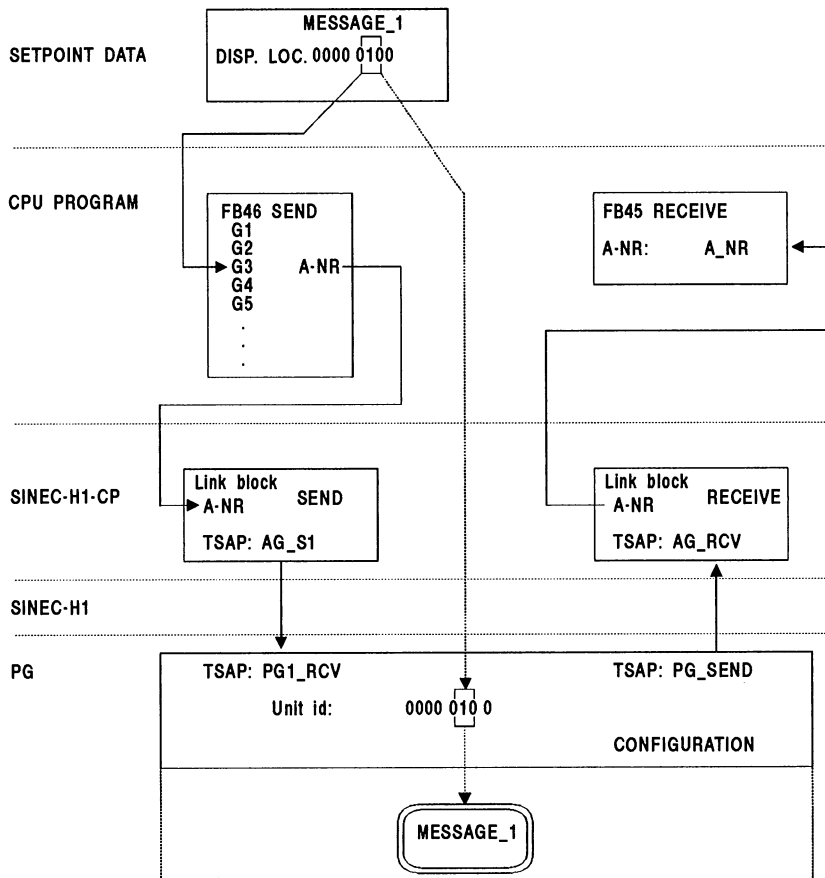 MESSAGE_1
SETPOINT DATA
DISP. LOC. 0000 0100
CPU PROGRAM
FB46 SEND
G1
G2
G3 A-NR
G4
G5
.
.
.
FB45 RECEIVE
A-NR: A_NR
SINEC-H1-CP
Link block
A-NR SEND
TSAP: AG_S1
Link block
A-NR RECEIVE
TSAP: AG_RCV
SINEC-H1
PG
TSAP: PG1_RCV
TSAP: PG_SEND
Unit id: 0000 010 0
CONFIGURATION
MESSAGE_1